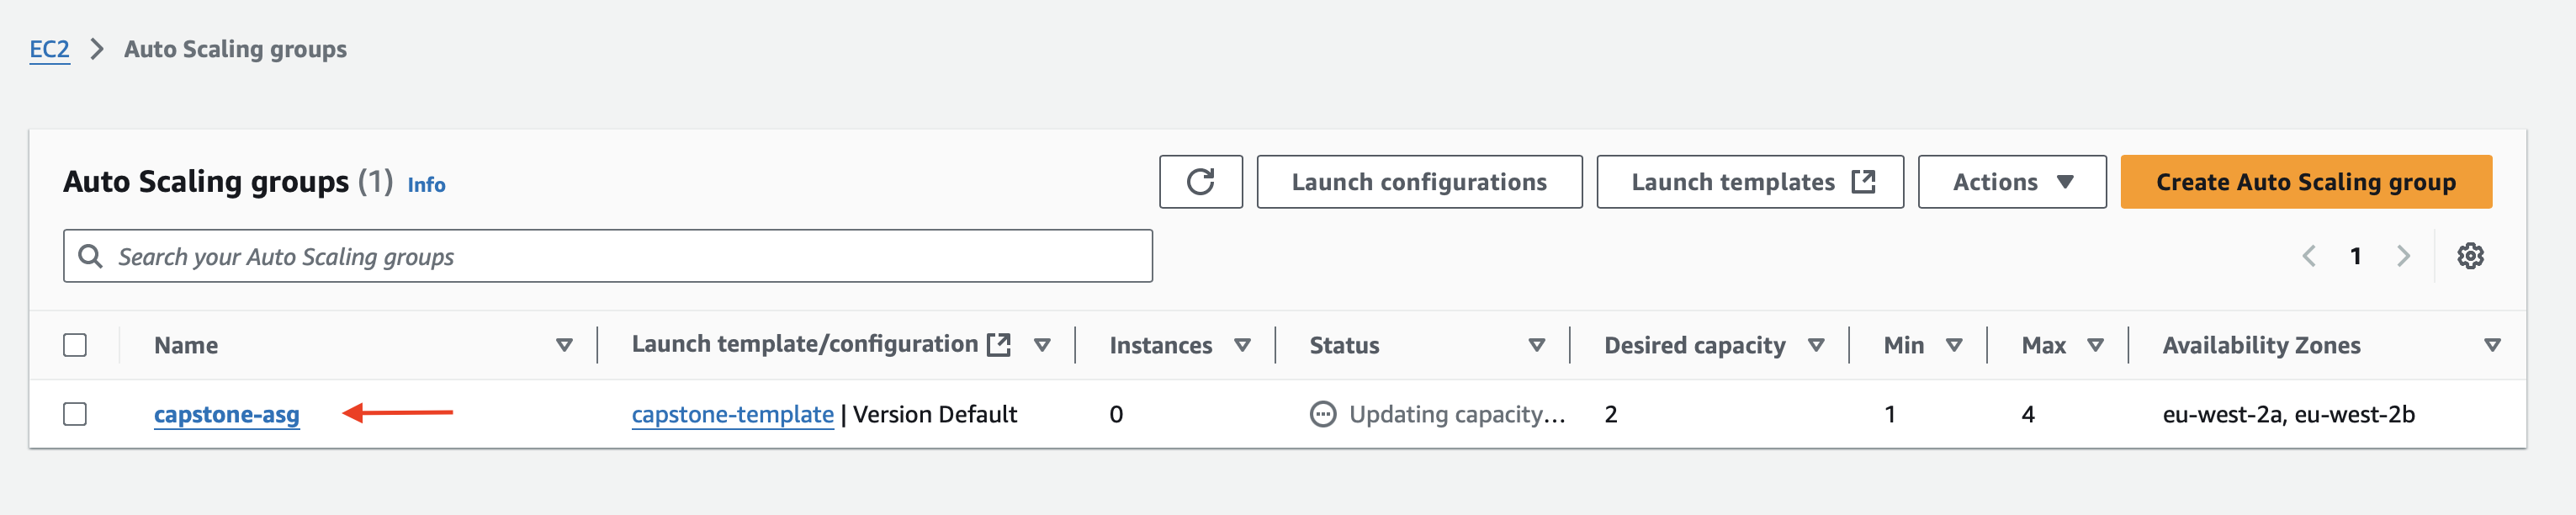 EC2 > Auto Scaling groups
Auto Scaling groups (1) Info
Launch configurations
Launch templates
Actions
Create Auto Scaling group
Search your Auto Scaling groups
1
Name Launch template/configuration Instances Status Desired capacity Min Max Availability Zones
capstone-asg capstone-template | Version Default 0 Updating capacity... 2 1 4 eu-west-2a, eu-west-2b